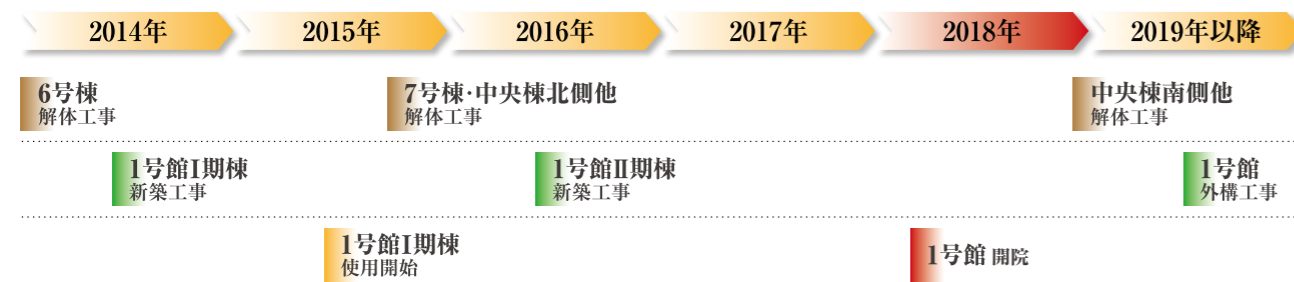 2014年 2015年 2016年 2017年 2018年 2019年以降
6号棟 7号棟・中央棟北側他 中央棟南側他
解体工事 解体工事 解体工事
1号館I期棟 1号館II期棟 1号館
新築工事 新築工事 外構工事
1号館I期棟 1号館 開院
使用開始